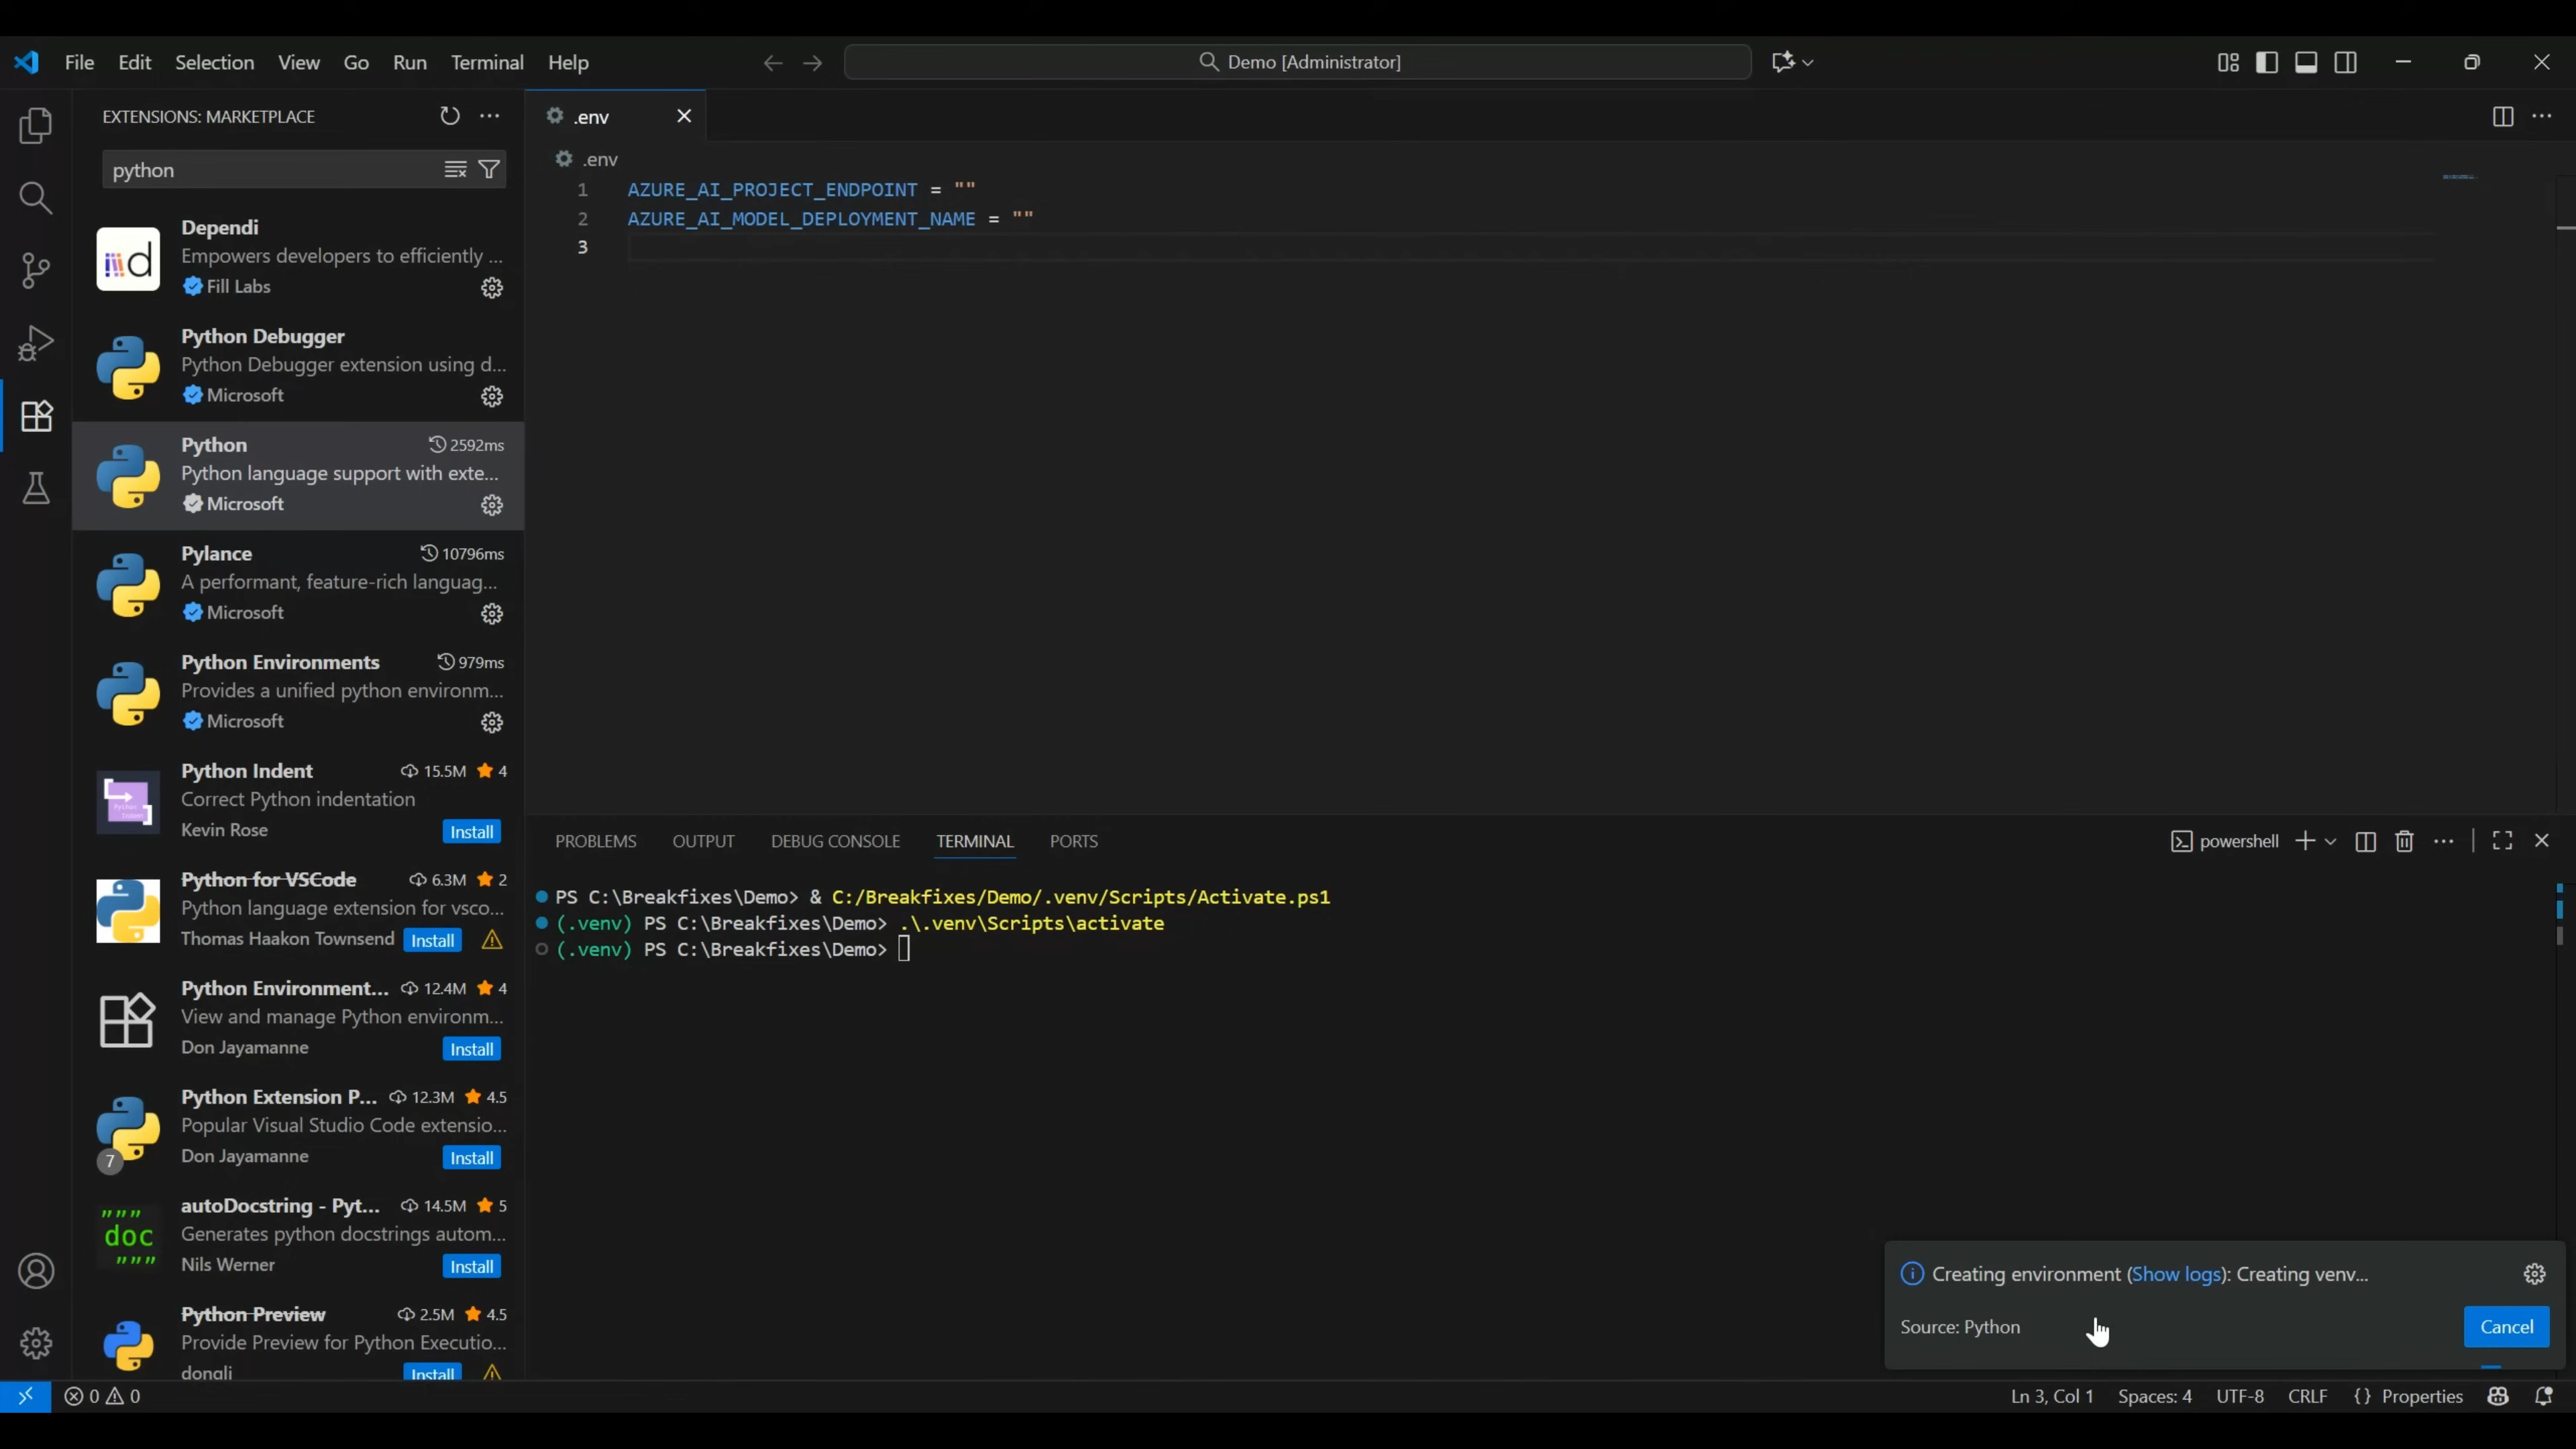 File Edit Selection View Go Run Terminal Help
Demo [Administrator]
EXTENSIONS: MARKETPLACE
python
Dependi
Empowers developers to efficiently ...
Fill Labs
Python Debugger
Python Debugger extension using d...
Microsoft
Python 2592ms
Python language support with exte...
Microsoft
Pylance 10796ms
A performant, feature-rich languag...
Microsoft
Python Environments 979ms
Provides a unified python environm...
Microsoft
Python Indent 15.5M 4
Correct Python indentation
Kevin Rose Install
Python for VSCode 6.3M 2
Python language extension for vsco...
Thomas Haakon Townsend Install
Python Environment... 12.4M 4
View and manage Python environm...
Don Jayamanne Install
Python Extension P... 12.3M 4.5
Popular Visual Studio Code extensio...
7 Don Jayamanne Install
autoDocstring - Pyt... 14.5M 5
""" doc """
Generates python docstrings autom...
Nils Werner Install
Python Preview 2.5M 4.5
Provide Preview for Python Executio...
dongli Install
.env
.env
1 AZURE_AI_PROJECT_ENDPOINT = ""
2 AZURE_AI_MODEL_DEPLOYMENT_NAME = ""
3
PROBLEMS OUTPUT DEBUG CONSOLE TERMINAL PORTS
powershell
PS C:\Breakfixes\Demo> & C:/Breakfixes/Demo/.venv/Scripts/Activate.ps1
(.venv) PS C:\Breakfixes\Demo> .\.venv\Scripts\activate
(.venv) PS C:\Breakfixes\Demo>
Creating environment (Show logs): Creating venv...
Source: Python
Cancel
0 0
Ln 3, Col 1 Spaces: 4 UTF-8 CRLF {} Properties